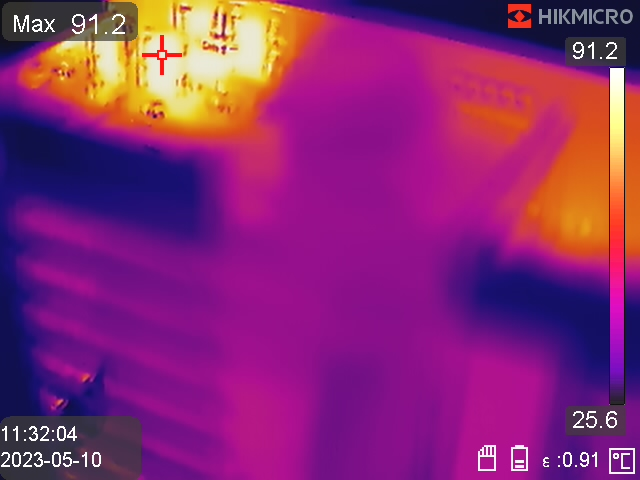 Max 91.2
HIKMICRO
91.2
25.6
11:32:04
2023-05-10
ε :0.91 °C